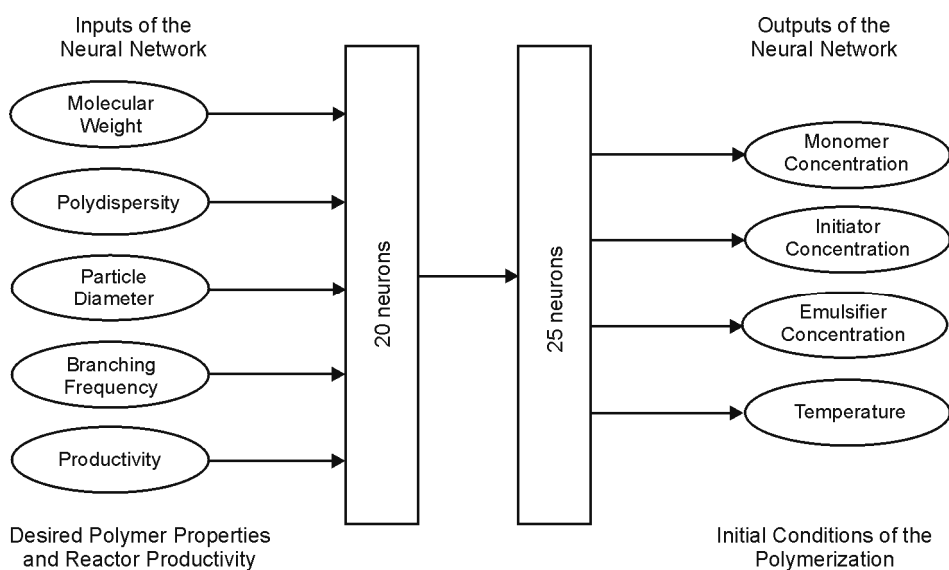 Inputs of the
Neural Network
Molecular
Weight
Polydispersity
Particle
Diameter
Branching
Frequency
Productivity
Desired Polymer Properties
and Reactor Productivity
20 neurons
25 neurons
Outputs of the
Neural Network
Monomer
Concentration
Initiator
Concentration
Emulsifier
Concentration
Temperature
Initial Conditions of the
Polymerization